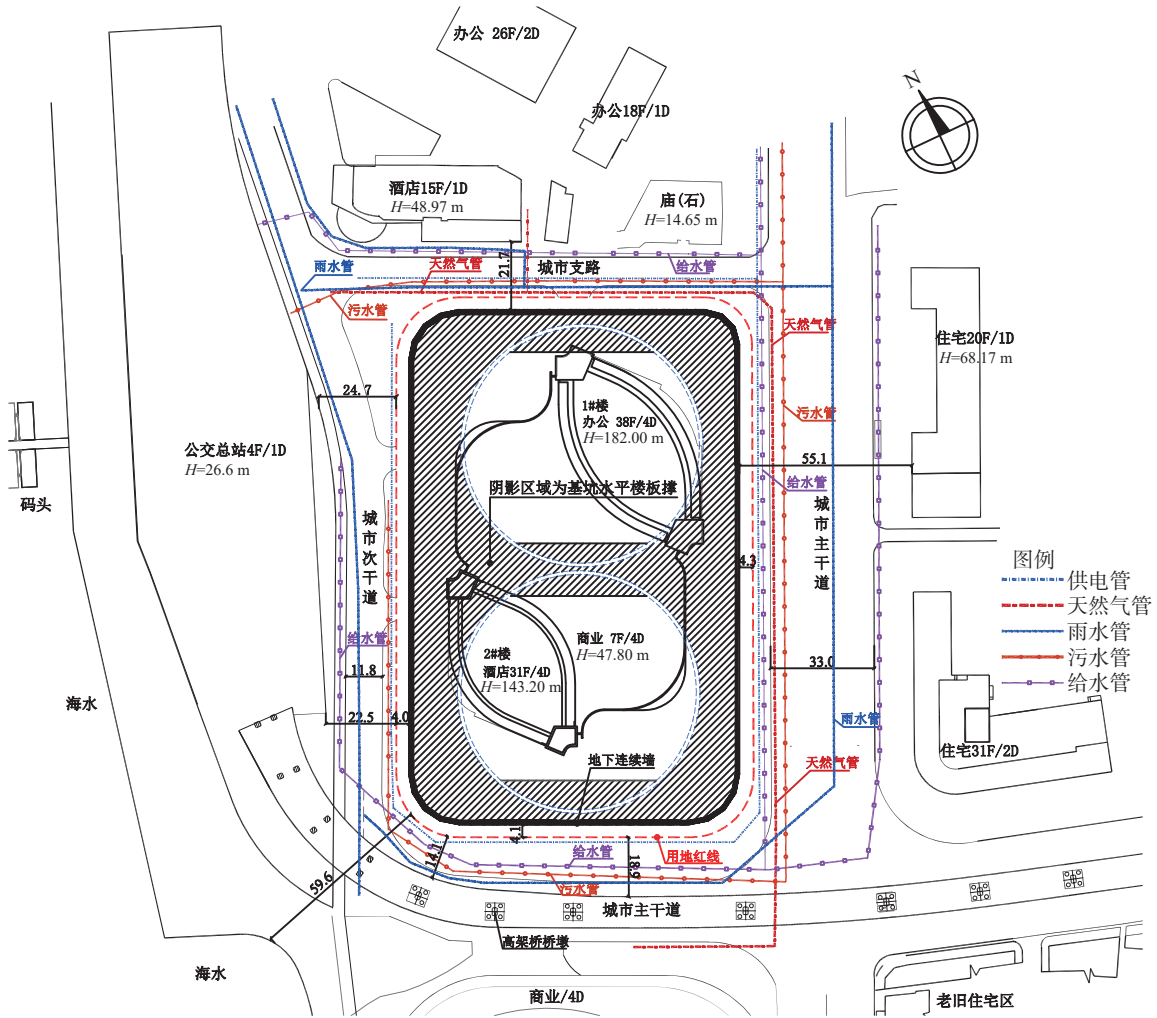 办公 26F/2D
办公18F/1D
N
酒店15F/1D
H=48.97 m
庙(石)
H=14.65 m
雨水管
天然气管
21.7
城市支路
给水管
污水管
天然气管
住宅20F/1D
H=68.17 m
24.7
1#楼
办公 38F/4D
H=182.00 m
污水管
公交总站4F/1D
H=26.6 m
55.1
阴影区域为基坑水平楼板撑
给水管
码头
城市次干道
城市主干道
4.3
图例
供电管
天然气管
雨水管
污水管
给水管
给水管
商业 7F/4D
H=47.80 m
2#楼
酒店31F/4D
H=143.20 m
11.8
33.0
海水
22.5
4.0
雨水管
住宅31F/2D
地下连续墙
天然气管
4.1
14.1
给水管
18.9
用地红线
59.6
污水管
城市主干道
高架桥桥墩
海水
商业/4D
老旧住宅区